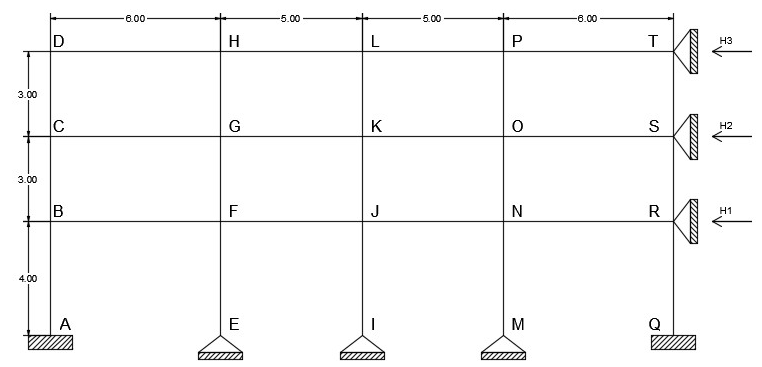 6.00 5.00 5.00 6.00
D H L P T H3
3.00
C G K O S H2
3.00
B F J N R H1
4.00
A E I M Q